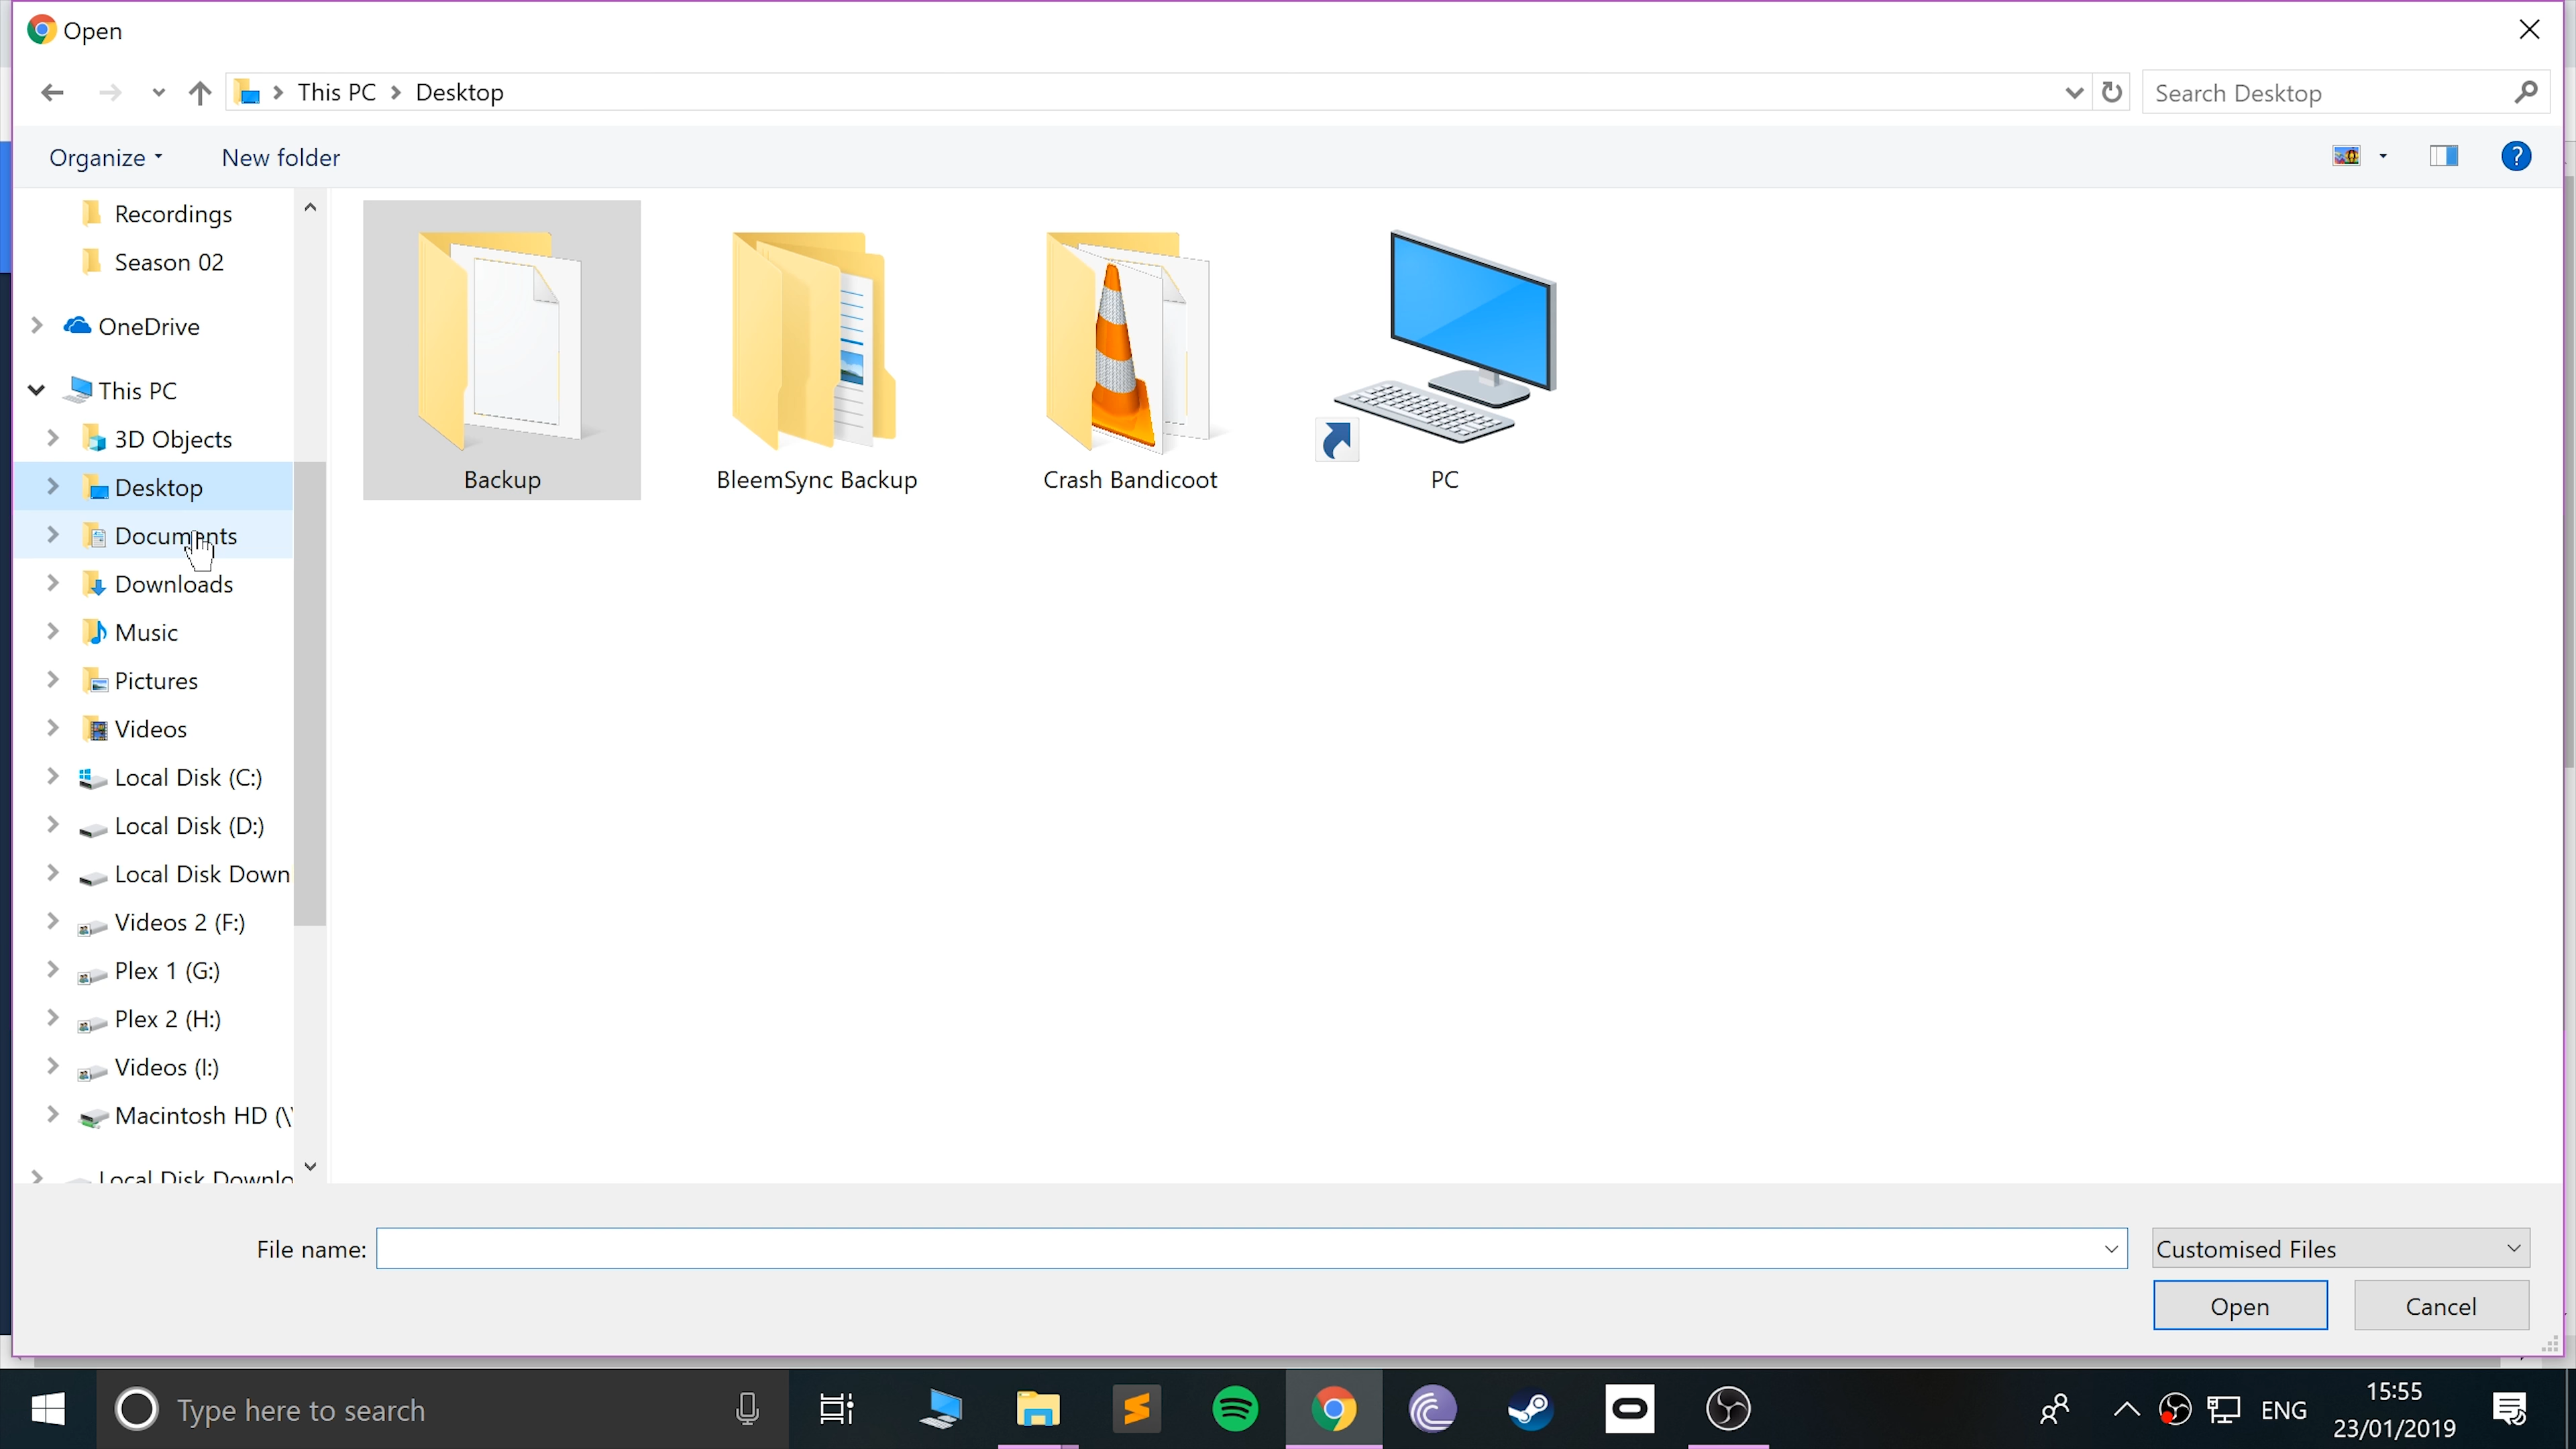 Open
This PC > Desktop
Search Desktop
Organize
New folder
Recordings
Season 02
OneDrive
This PC
3D Objects
Desktop
Documents
Downloads
Music
Pictures
Videos
Local Disk (C:)
Local Disk (D:)
Local Disk Down
Videos 2 (F:)
Plex 1 (G:)
Plex 2 (H:)
Videos (I:)
Macintosh HD (\\
Local Disk Downlo
Backup
BleemSync Backup
Crash Bandicoot
PC
File name:
Customised Files
Open
Cancel
Type here to search
ENG
15:55
23/01/2019